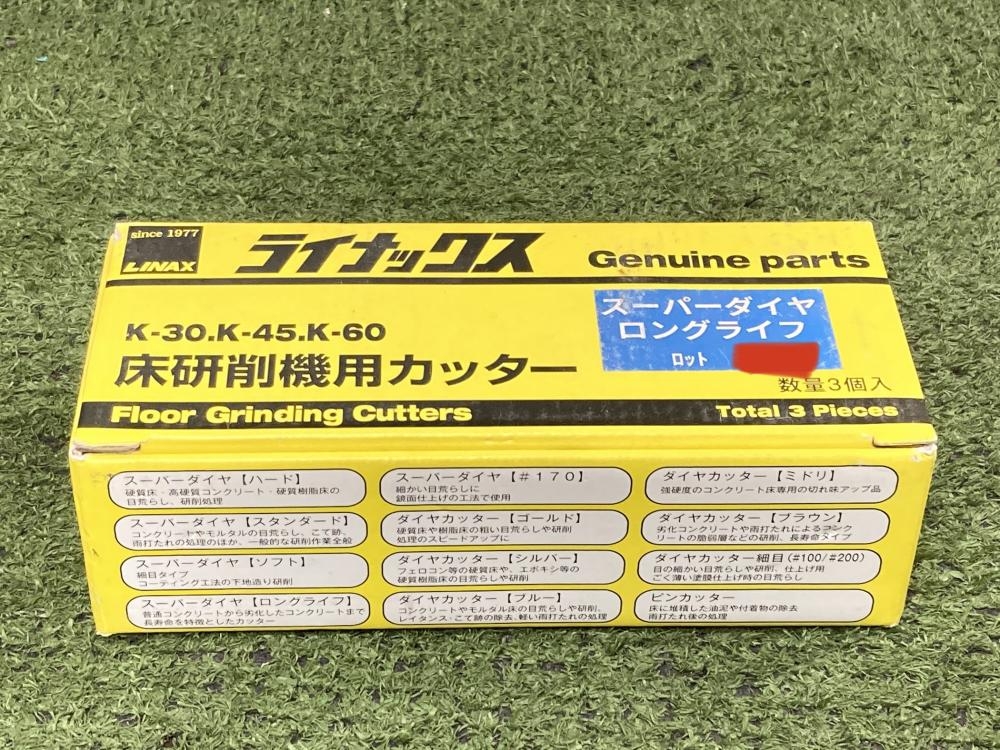 since 1977
LINAX
ライナックス
Genuine parts
K-30.K-45.K-60
床研削機用カッター
スーパーダイヤ
ロングライフ
ロット
数量3個入
Floor Grinding Cutters
Total 3 Pieces
スーパーダイヤ【ハード】
硬質床・高硬質コンクリート・硬質樹脂床の
目荒らし、研削処理
スーパーダイヤ【スタンダード】
コンクリートやモルタルの目荒らし、こて跡、
雨打たれの処理のほか、一般的な研削作業全般
スーパーダイヤ【ソフト】
細目タイプ
コーティング工法の下地造り研削
スーパーダイヤ【ロングライフ】
普通コンクリートから劣化したコンクリートまで
長寿命を特徴としたカッター
スーパーダイヤ【#170】
細かい目荒らしに
鏡面仕上げの工法で使用
ダイヤカッター【ゴールド】
硬質床や樹脂床の粗い目荒らしや研削
処理のスピードアップに
ダイヤカッター【シルバー】
フェロコン等の硬質床や、エポキシ等の
硬質樹脂床の目荒らしや研削
ダイヤカッター【ブルー】
コンクリートやモルタル床の目荒らしや研削、
レイタンス・こて跡の除去、軽い雨打たれの処理
ダイヤカッター【ミドリ】
強硬度のコンクリート床専用の切れ味アップ品
ダイヤカッター【ブラウン】
劣化コンクリートや雨打たれによるコンク
リートの脆弱層などの研削、長寿命タイプ
ダイヤカッター細目(#100/#200)
目の細かい目荒らしや研削、仕上げ用
ごく薄い塗膜仕上げ時の目荒らし
ピンカッター
床に堆積した油泥や付着物の除去
雨打たれ後の処理